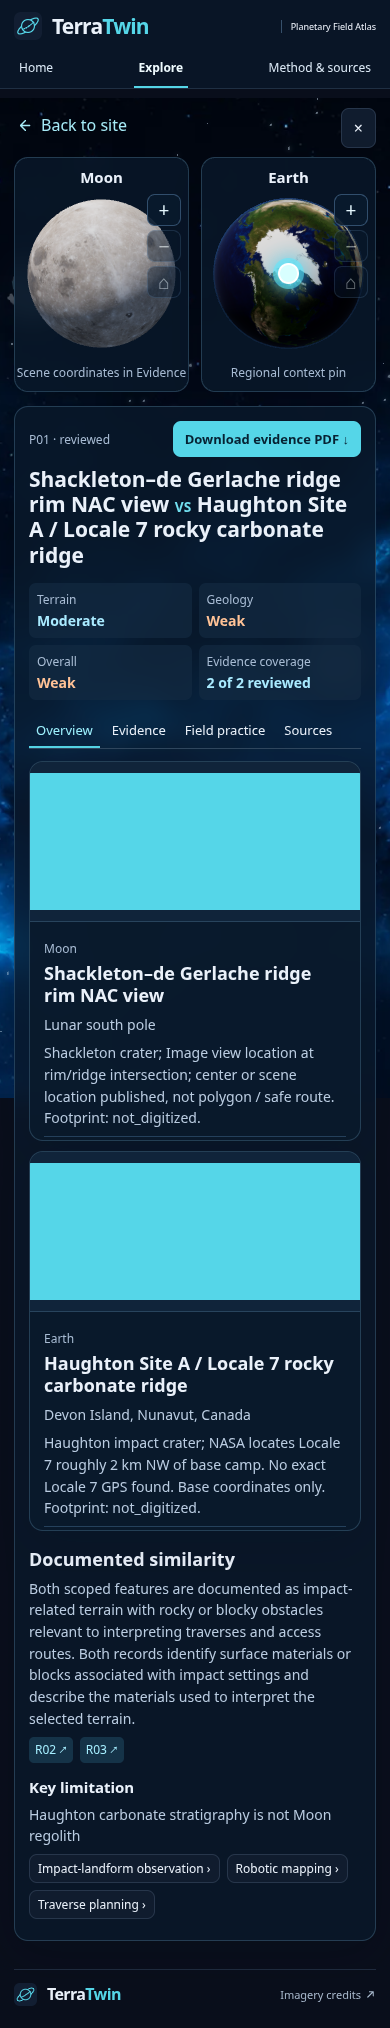 TerraTwin
Planetary Field Atlas
Home
Explore
Method & sources
← Back to site
×
Moon
+
−
⌂
Scene coordinates in Evidence
Earth
+
−
⌂
Regional context pin
P01 · reviewed
Download evidence PDF ↓
Shackleton–de Gerlache ridge
rim NAC view vs Haughton Site
A / Locale 7 rocky carbonate
ridge
Terrain
Moderate
Geology
Weak
Overall
Weak
Evidence coverage
2 of 2 reviewed
Overview
Evidence
Field practice
Sources
Moon
Shackleton–de Gerlache ridge
rim NAC view
Lunar south pole
Shackleton crater; Image view location at
rim/ridge intersection; center or scene
location published, not polygon / safe route.
Footprint: not_digitized.
Earth
Haughton Site A / Locale 7 rocky
carbonate ridge
Devon Island, Nunavut, Canada
Haughton impact crater; NASA locates Locale
7 roughly 2 km NW of base camp. No exact
Locale 7 GPS found. Base coordinates only.
Footprint: not_digitized.
Documented similarity
Both scoped features are documented as impact-
related terrain with rocky or blocky obstacles
relevant to interpreting traverses and access
routes. Both records identify surface materials or
blocks associated with impact settings and
describe the materials used to interpret the
selected terrain.
R02 ↗
R03 ↗
Key limitation
Haughton carbonate stratigraphy is not Moon
regolith
Impact-landform observation ›
Robotic mapping ›
Traverse planning ›
TerraTwin
Imagery credits ↗